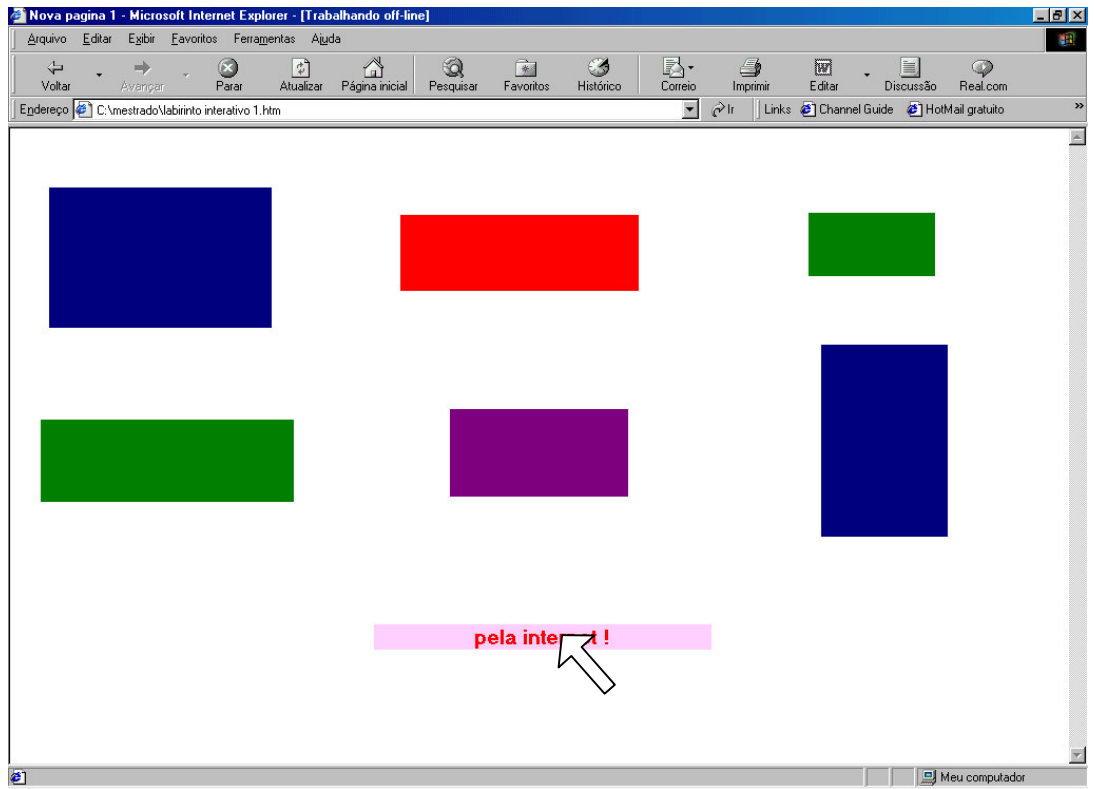 Nova pagina 1 - Microsoft Internet Explorer - [Trabalhando off-line]
Arquivo Editar Exibir Favoritos Ferramentas Ajuda
Voltar Avançar Parar Atualizar Página inicial Pesquisar Favoritos Histórico Correio Imprimir Editar Discussão Real.com
Endereço C:\mestrado\labirinto interativo 1.htm Ir Links Channel Guide HotMail gratuito »
pela internet !
Meu computador